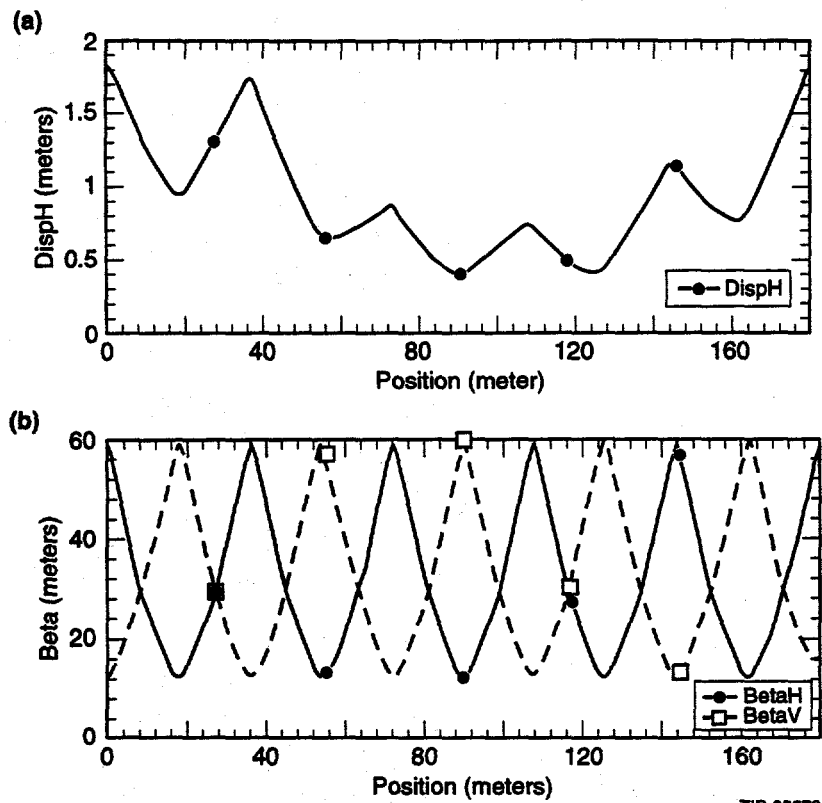 (a)
2
1.5
1
0.5
0
DispH (meters)
DispH
0 40 80 120 160
Position (meter)
(b)
60
40
20
0
Beta (meters)
BetaH
BetaV
0 40 80 120 160
Position (meters)